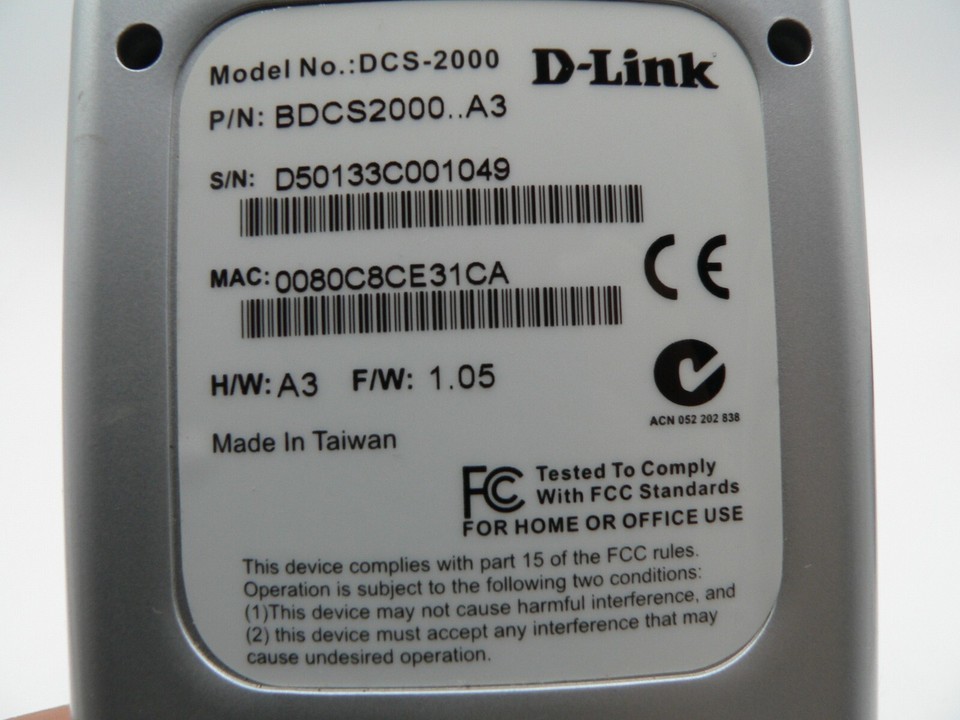 Model No.:DCS-2000
D-Link
P/N: BDCS2000..A3
S/N: D50133C001049
MAC: 0080C8CE31CA
CE
H/W: A3 F/W: 1.05
ACN 052 202 838
Made In Taiwan
FC Tested To Comply
With FCC Standards
FOR HOME OR OFFICE USE
This device complies with part 15 of the FCC rules.
Operation is subject to the following two conditions:
(1)This device may not cause harmful interference, and
(2) this device must accept any interference that may
cause undesired operation.